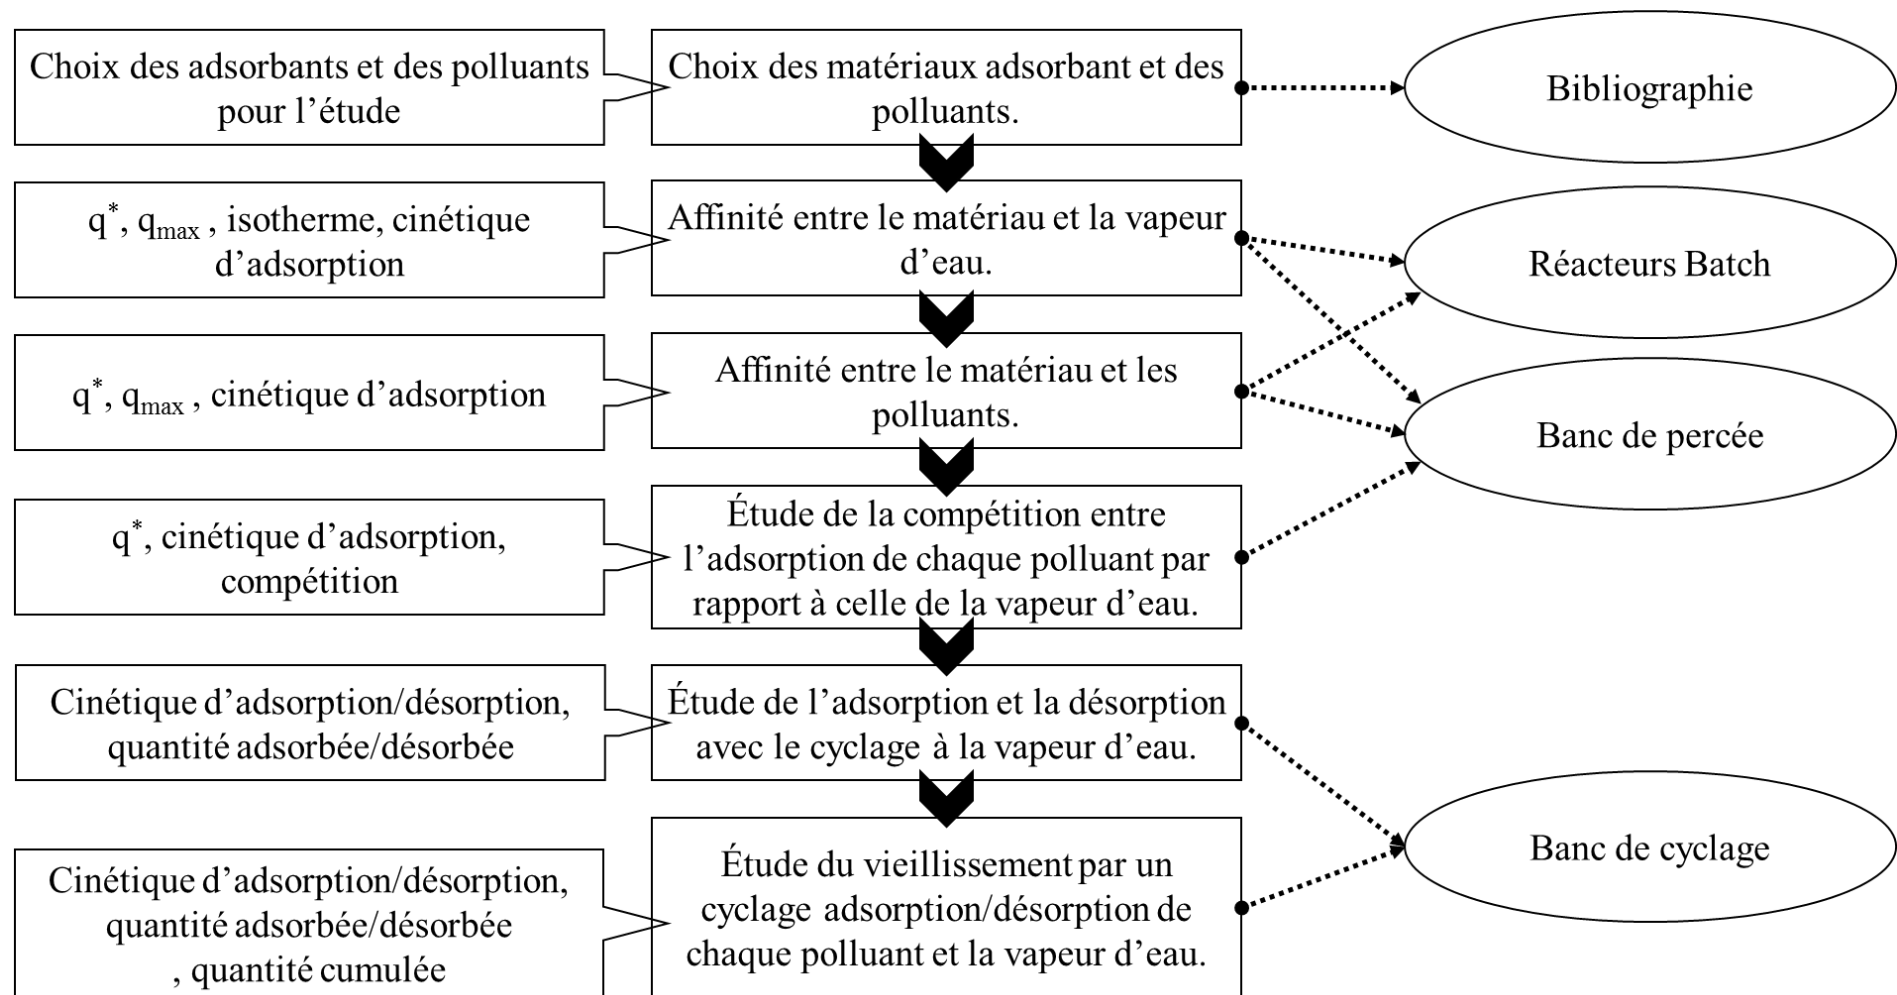 Choix des adsorbants et des polluants
pour l’étude
Choix des matériaux adsorbant et des
polluants.
Bibliographie
q*, qmax , isotherme, cinétique
d’adsorption
Affinité entre le matériau et la vapeur
d’eau.
Réacteurs Batch
q*, qmax , cinétique d’adsorption
Affinité entre le matériau et les
polluants.
Banc de percée
q*, cinétique d’adsorption,
compétition
Étude de la compétition entre
l’adsorption de chaque polluant par
rapport à celle de la vapeur d’eau.
Cinétique d’adsorption/désorption,
quantité adsorbée/désorbée
Étude de l’adsorption et la désorption
avec le cyclage à la vapeur d’eau.
Banc de cyclage
Cinétique d’adsorption/désorption,
quantité adsorbée/désorbée
, quantité cumulée
Étude du vieillissement par un
cyclage adsorption/désorption de
chaque polluant et la vapeur d’eau.